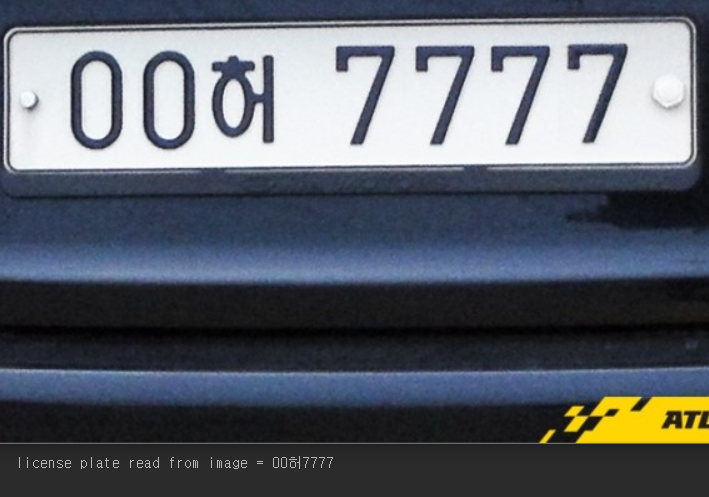 00허 7777
ATL
license plate read from image = 00허7777